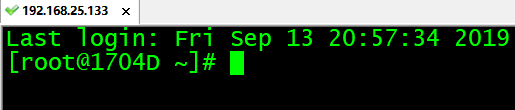 192.168.25.133
Last login: Fri Sep 13 20:57:34 2019
[root@1704D ~]#